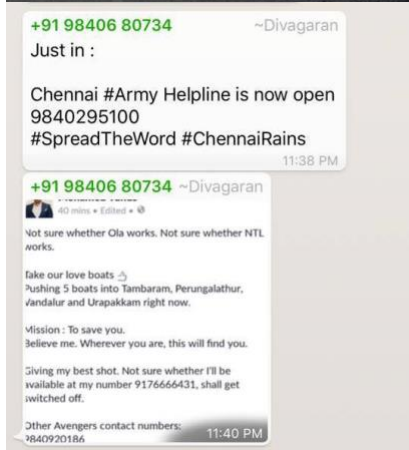 +91 98406 80734 ~Divagaran
Just in :
Chennai #Army Helpline is now open
9840295100
#SpreadTheWord #ChennaiRains
11:38 PM
+91 98406 80734 ~Divagaran
40 mins • Edited •
Not sure whether Ola works. Not sure whether NTL
works.
Take our love boats
Pushing 5 boats into Tambaram, Perungalathur,
Vandalur and Urapakkam right now.
Mission : To save you.
Believe me. Wherever you are, this will find you.
Giving my best shot. Not sure whether I'll be
available at my number 9176666431, shall get
switched off.
Other Avengers contact numbers:
9840920186
11:40 PM